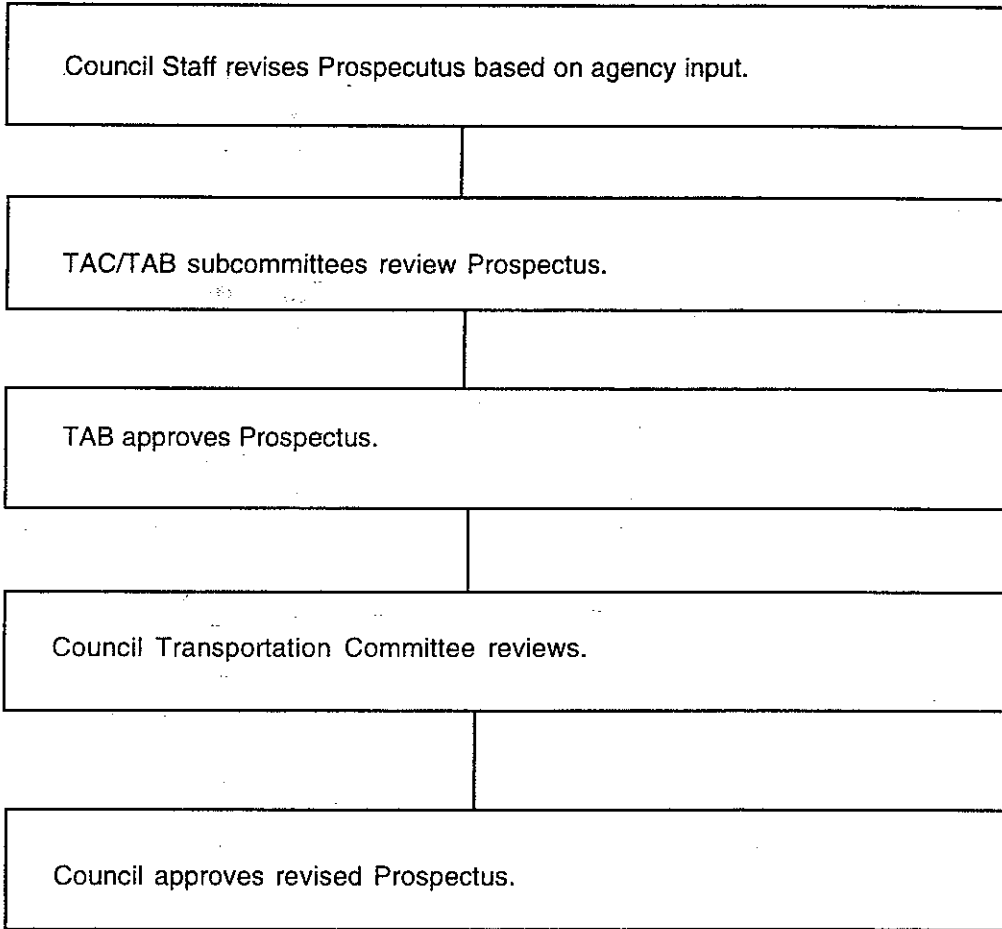 Council Staff revises Prospecutus based on agency input.
TAC/TAB subcommittees review Prospectus.
TAB approves Prospectus.
Council Transportation Committee reviews.
Council approves revised Prospectus.